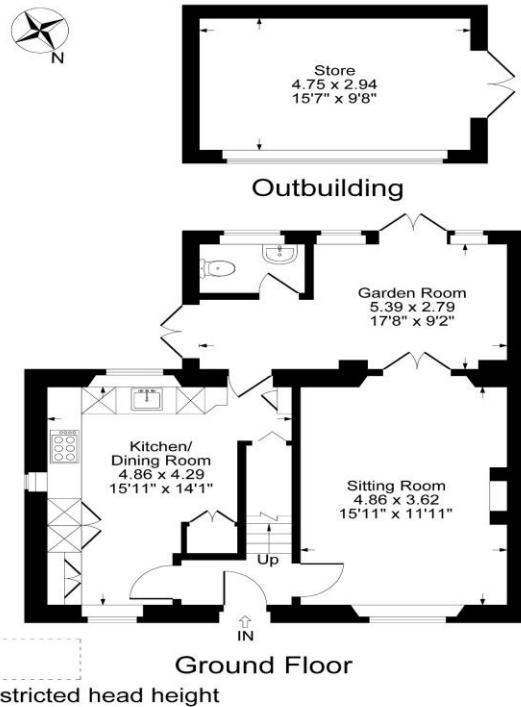 N
Store
4.75 x 2.94
15'7" x 9'8"
Outbuilding
Garden Room
5.39 x 2.79
17'8" x 9'2"
Kitchen/
Dining Room
4.86 x 4.29
15'11" x 14'1"
Sitting Room
4.86 x 3.62
15'11" x 11'11"
Up
IN
Ground Floor
stricted head height